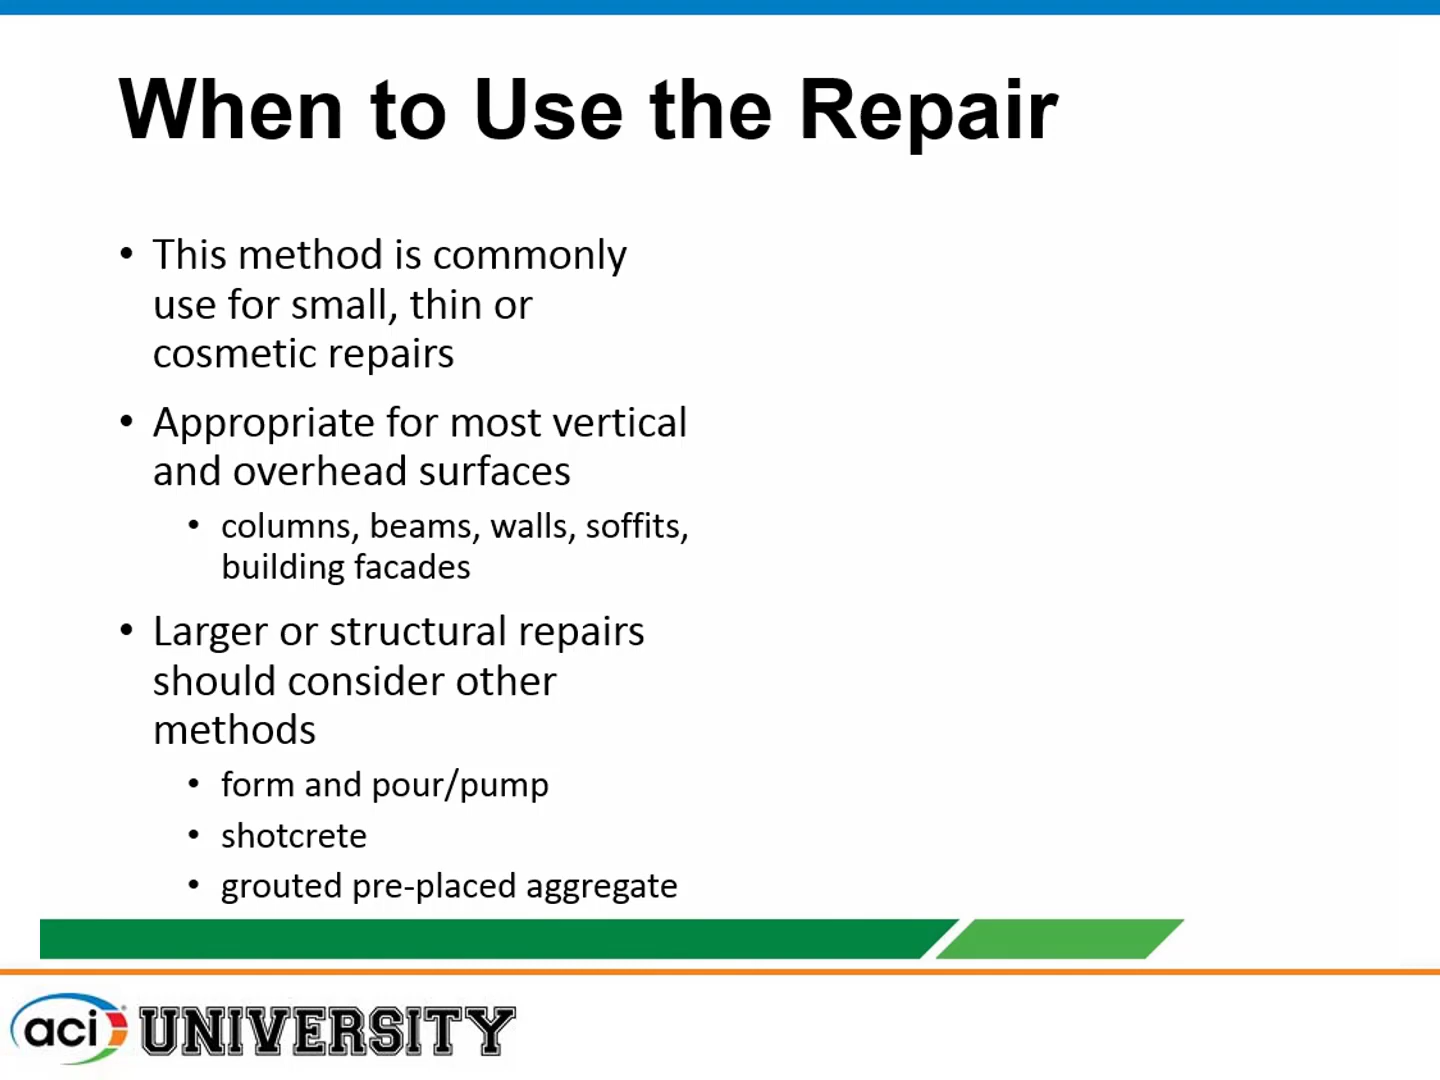 When to Use the Repair
• This method is commonly
use for small, thin or
cosmetic repairs
• Appropriate for most vertical
and overhead surfaces
• columns, beams, walls, soffits,
building facades
• Larger or structural repairs
should consider other
methods
• form and pour/pump
• shotcrete
• grouted pre-placed aggregate
aci UNIVERSITY